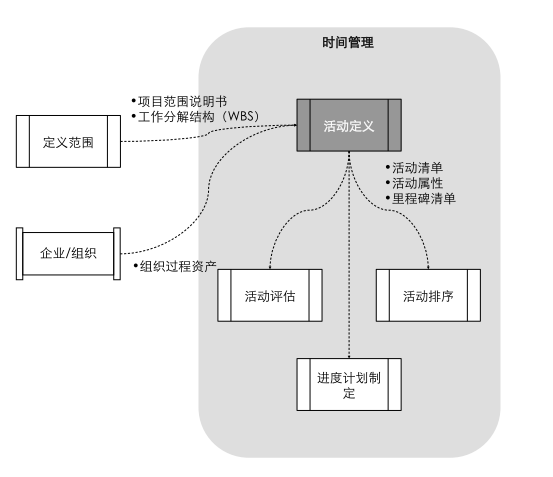 时间管理
•项目范围说明书
•工作分解结构（WBS）
定义范围
活动定义
•活动清单
•活动属性
•里程碑清单
企业/组织
•组织过程资产
活动评估
活动排序
进度计划制
定